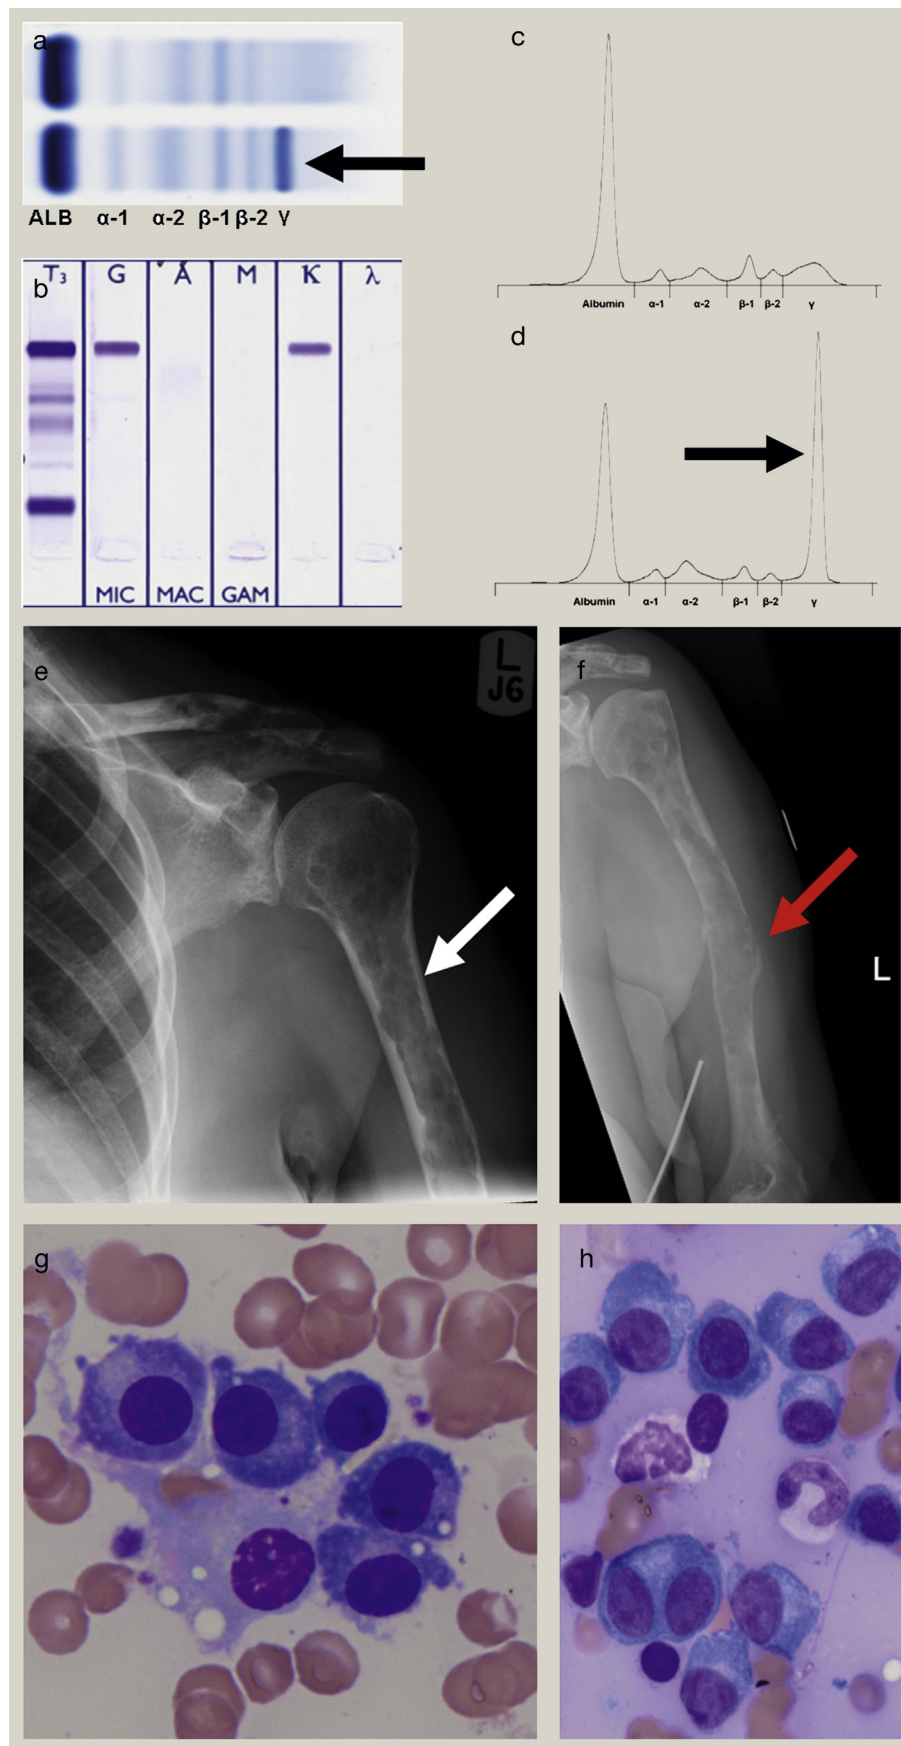 a
ALB α-1 α-2 β-1 β-2 γ
b
T3 G A M K λ
MIC MAC GAM
c
Albumin α-1 α-2 β-1 β-2 γ
d
Albumin α-1 α-2 β-1 β-2 γ
e
L
J6
f
L
g
h